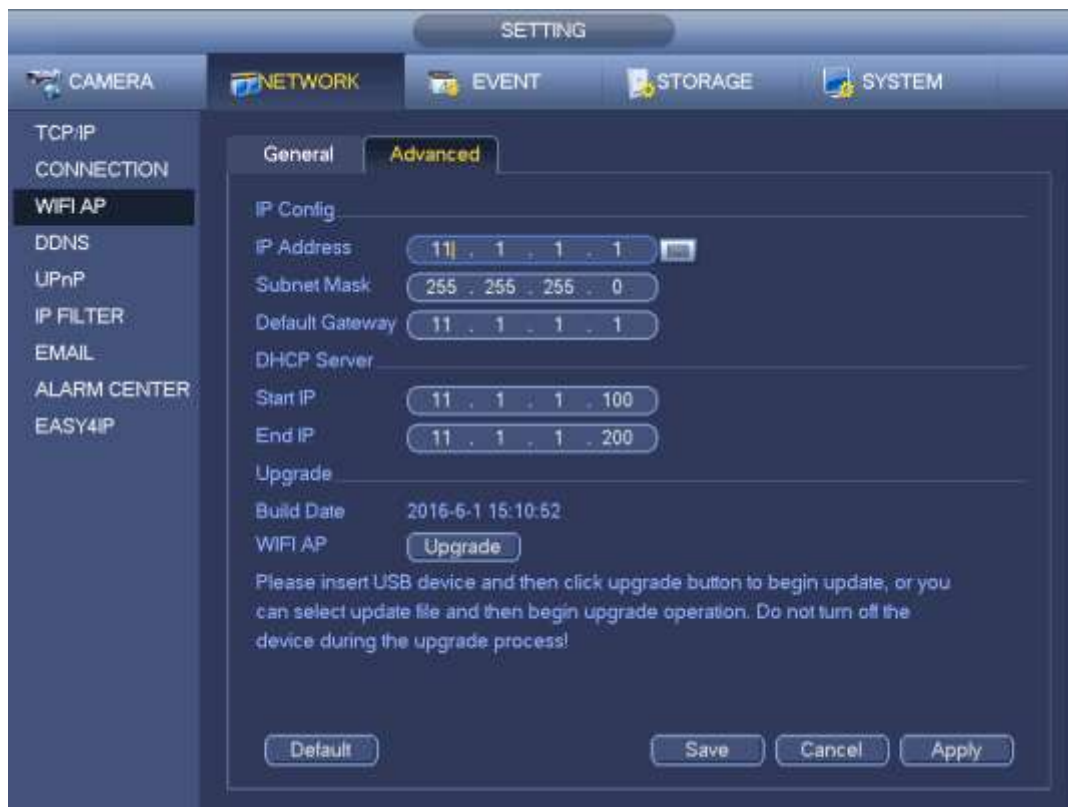 SETTING
CAMERA NETWORK EVENT STORAGE SYSTEM
TCP/IP
CONNECTION
WIFI AP
DDNS
UPnP
IP FILTER
EMAIL
ALARM CENTER
EASY4IP
General Advanced
IP Config
IP Address 11 . 1 . 1 . 1
Subnet Mask 255 . 255 . 255 . 0
Default Gateway 11 . 1 . 1 . 1
DHCP Server
Start IP 11 . 1 . 1 . 100
End IP 11 . 1 . 1 . 200
Upgrade
Build Date 2016-6-1 15:10:52
WIFI AP Upgrade
Please insert USB device and then click upgrade button to begin update, or you
can select update file and then begin upgrade operation. Do not turn off the
device during the upgrade process!
Default Save Cancel Apply